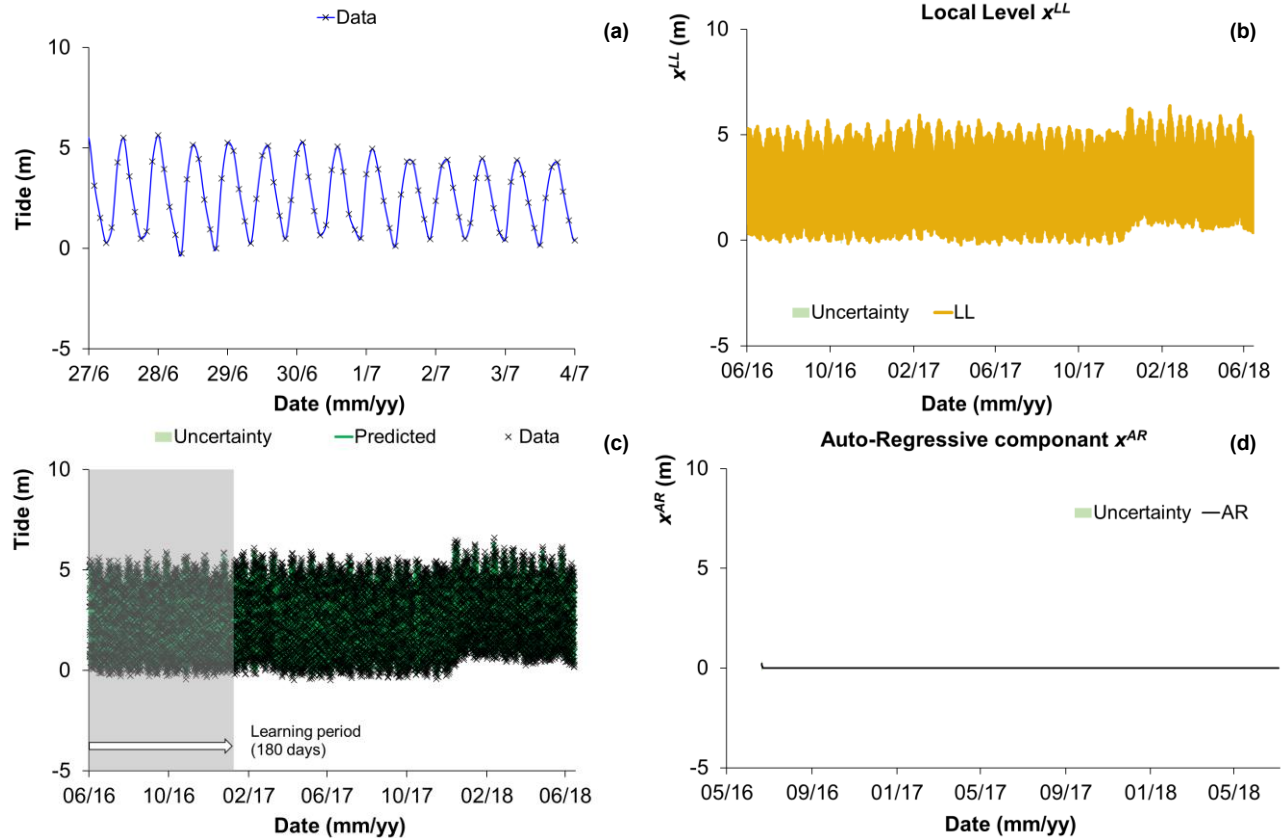 Data
(a)
Tide (m)
10
5
0
-5
27/6 28/6 29/6 30/6 1/7 2/7 3/7 4/7
Date (mm/yy)
Local Level x^LL
(b)
x^LL (m)
10
5
0
-5
Uncertainty LL
06/16 10/16 02/17 06/17 10/17 02/18 06/18
Date (mm/yy)
Uncertainty Predicted Data
(c)
Tide (m)
10
5
0
-5
Learning period
(180 days)
06/16 10/16 02/17 06/17 10/17 02/18 06/18
Date (mm/yy)
Auto-Regressive componant x^AR
(d)
x^AR (m)
10
5
0
-5
Uncertainty AR
05/16 09/16 01/17 05/17 09/17 01/18 05/18
Date (mm/yy)